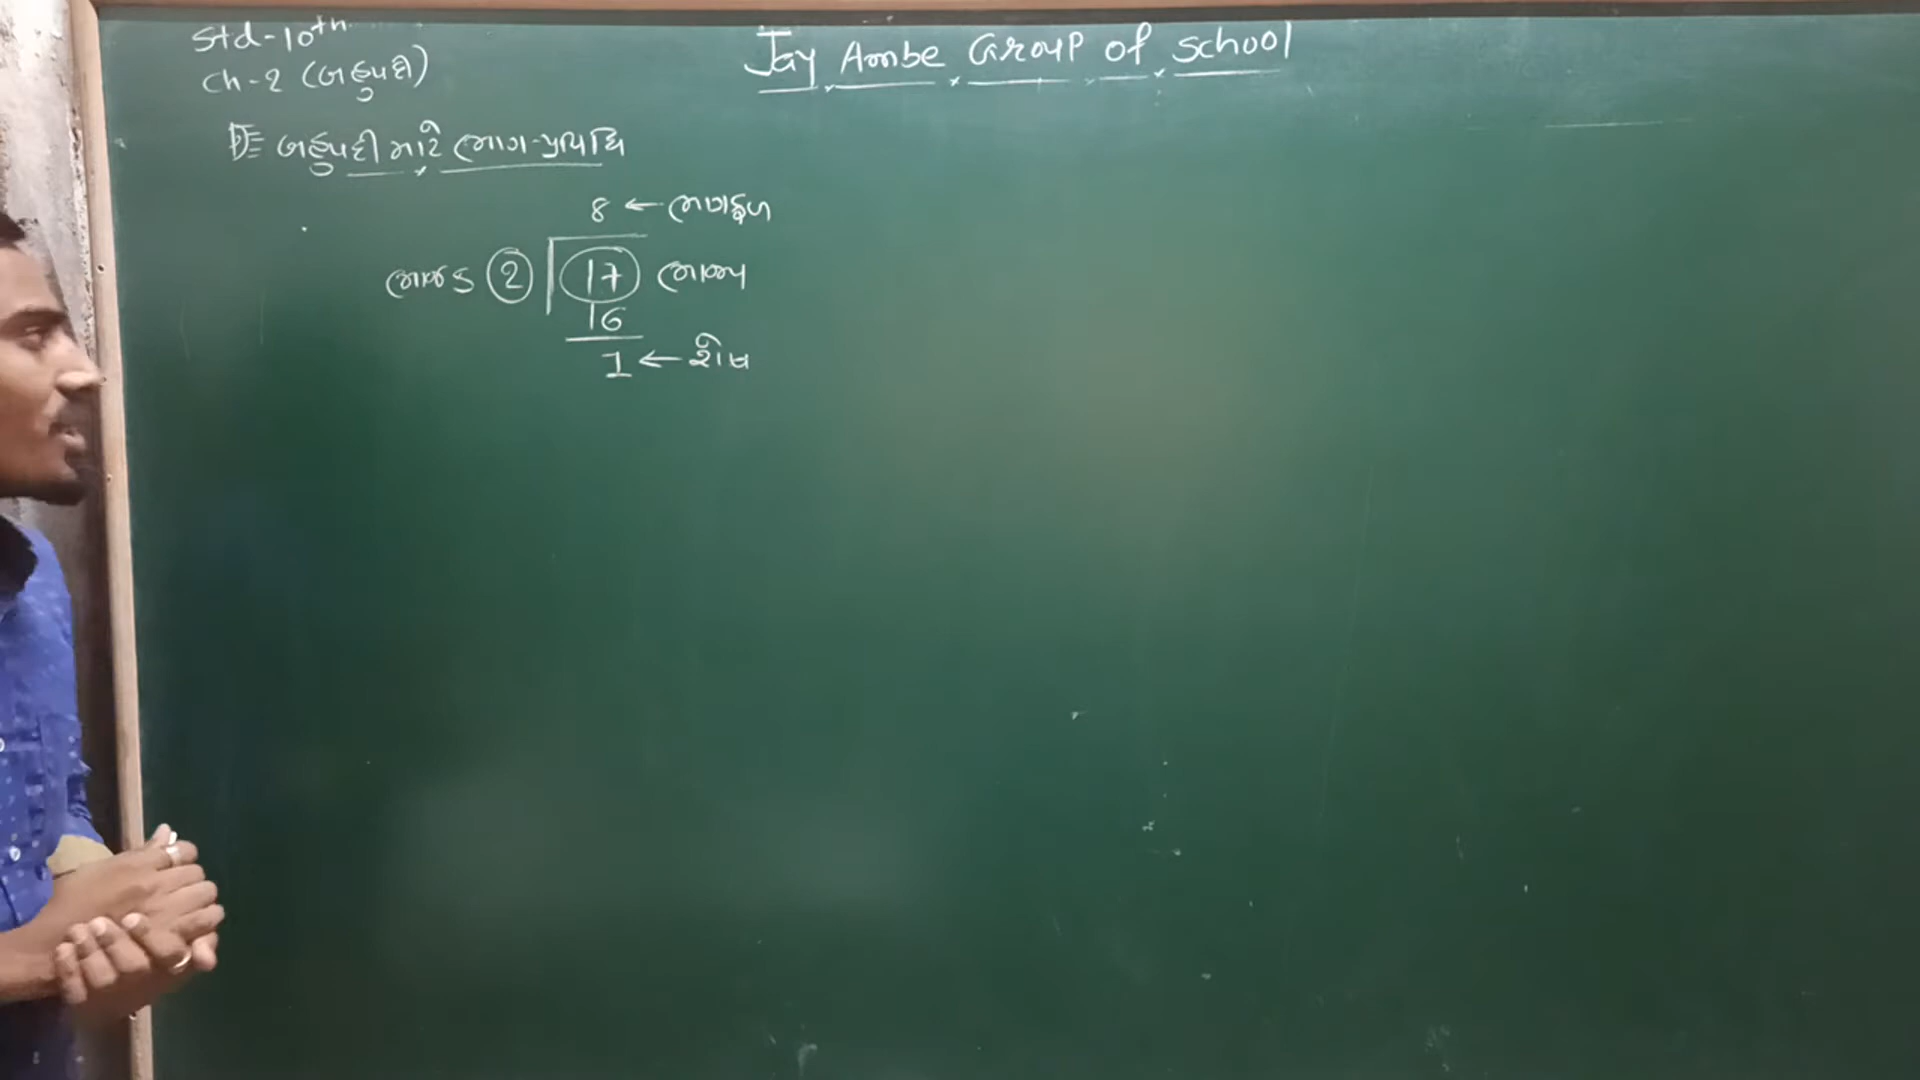 Std-10th
Ch-2 (બહુપદી)
Jay Ambe Group of School
બહુપદી માટે ભાગ-પ્રવિધિ
8 ← ભાગફળ
ભાજક 2 17 ભાજ્ય
16
1 ← શેષ